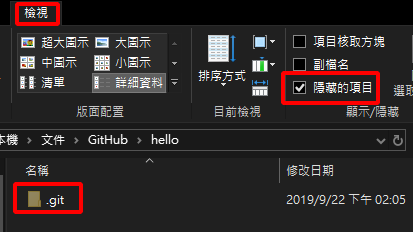 檢視
超大圖示 大圖示
中圖示 小圖示
清單 詳細資料
版面配置
排序方式
目前檢視
項目核取方塊
副檔名
隱藏的項目
顯示/隱藏
選取
本機 > 文件 > GitHub > hello
名稱 修改日期
.git 2019/9/22 下午 02:05